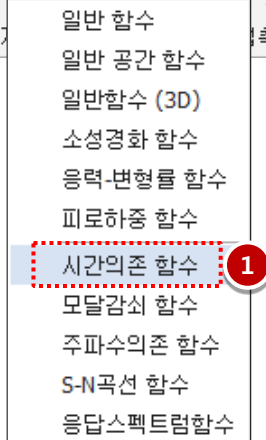 일반 함수
일반 공간 함수
일반함수 (3D)
소성경화 함수
응력-변형률 함수
피로하중 함수
시간의존 함수 1
모달감쇠 함수
주파수의존 함수
S-N곡선 함수
응답스펙트럼함수